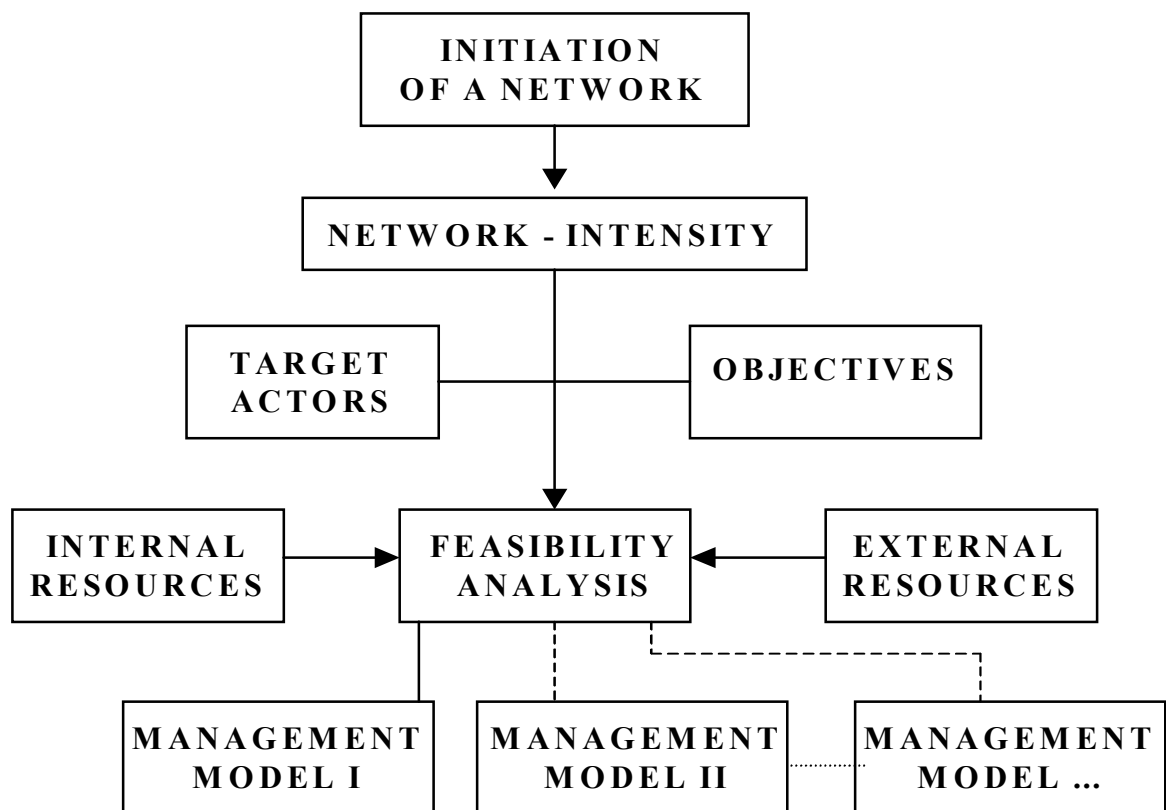 INITIATION
OF A NETWORK
NETWORK - INTENSITY
TARGET
ACTORS
OBJECTIVES
INTERNAL
RESOURCES
FEASIBILITY
ANALYSIS
EXTERNAL
RESOURCES
MANAGEMENT
MODEL I
MANAGEMENT
MODEL II
MANAGEMENT
MODEL ...